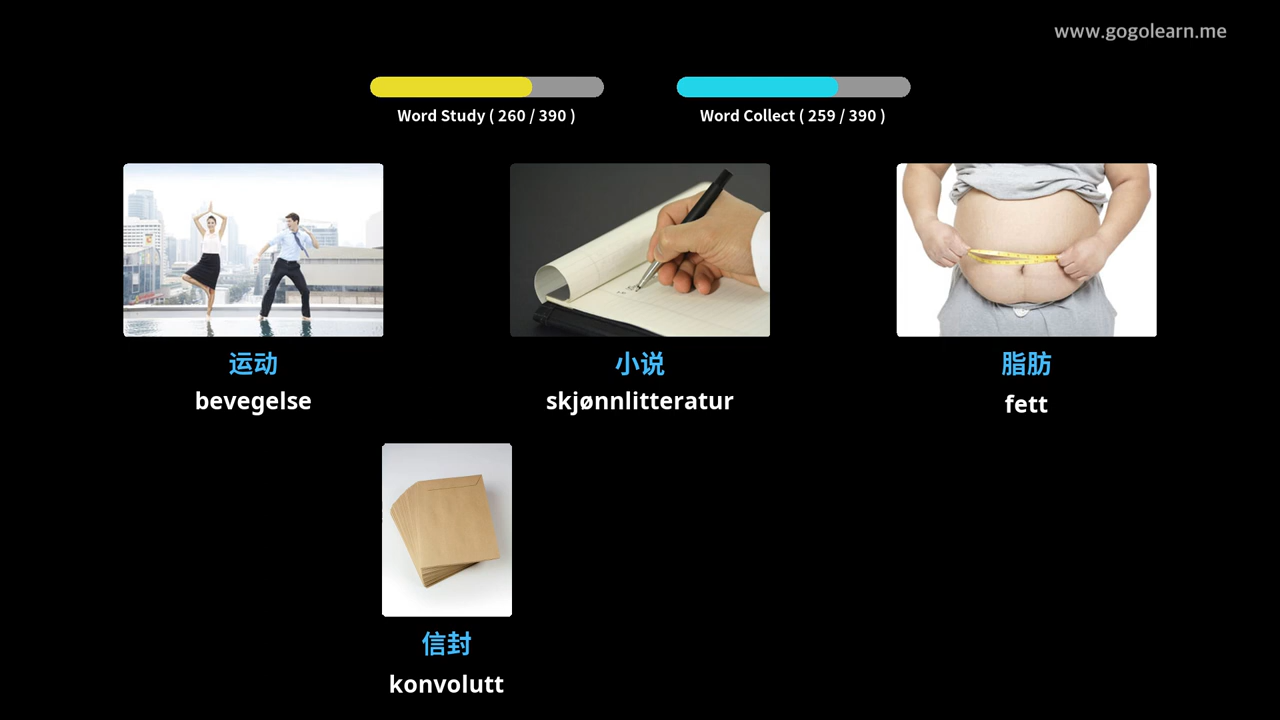 www.gogolearn.me
Word Study ( 260 / 390 )
Word Collect ( 259 / 390 )
运动
bevegelse
小说
skjønnlitteratur
脂肪
fett
信封
konvolutt